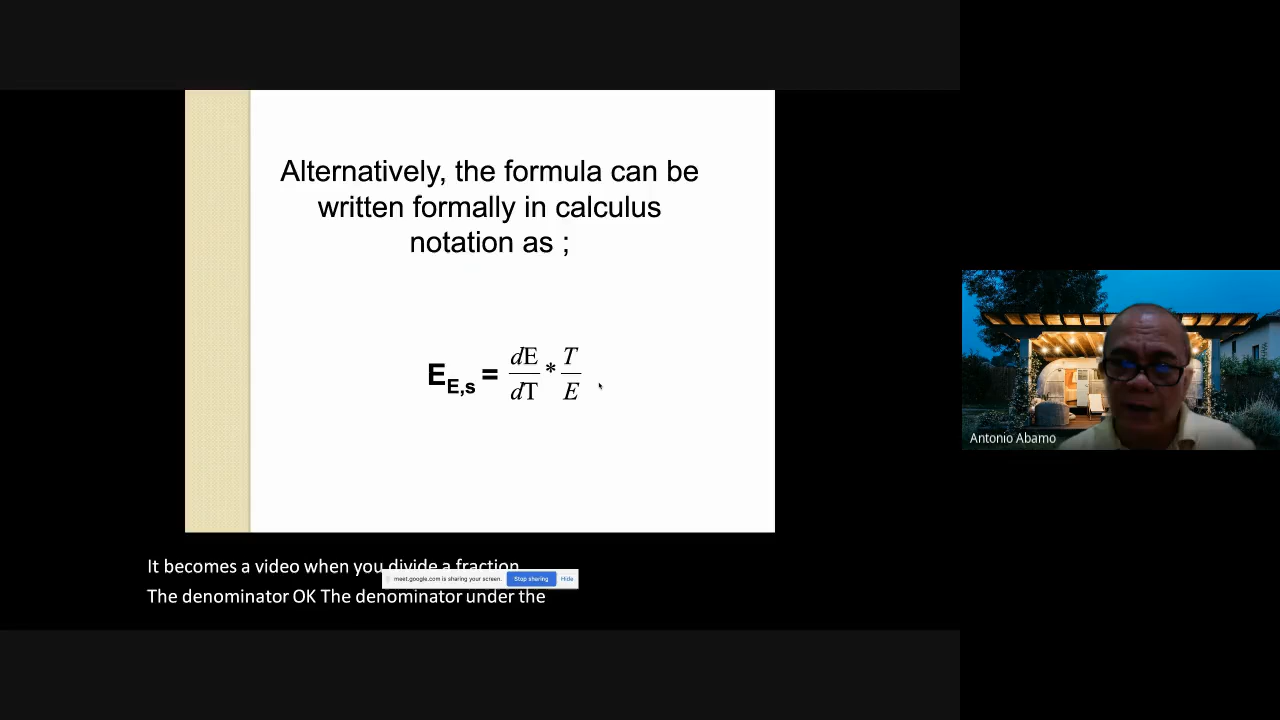 Alternatively, the formula can be
written formally in calculus
notation as ;
E_E,s = dE/dT * T/E
Antonio Abamo
It becomes a video when you divide a fraction
meet.google.com is sharing your screen. Stop sharing Hide
The denominator OK The denominator under the